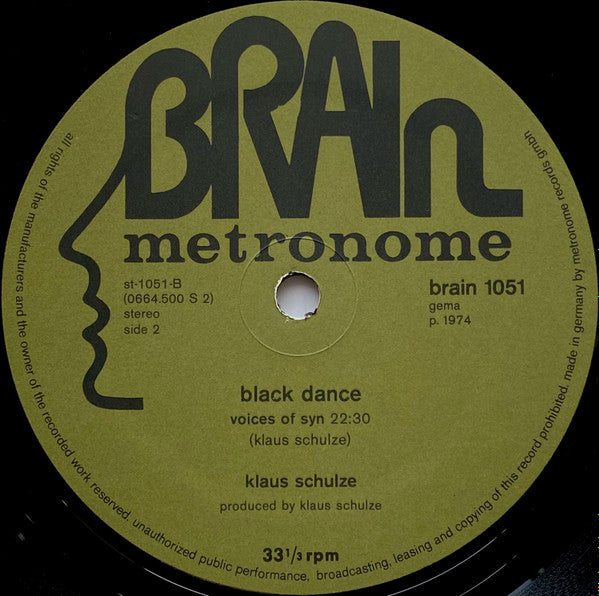 BRAIN
metronome
st-1051-B
(0664.500 S 2)
stereo
side 2
brain 1051
gema
p. 1974
black dance
voices of syn 22:30
(klaus schulze)
klaus schulze
produced by klaus schulze
33 1/3 rpm
all rights of the manufacturers and the owner of the recorded work reserved. unauthorized public performance, broadcasting, leasing and copying of this record prohibited. made in germany by metronome records gmbh